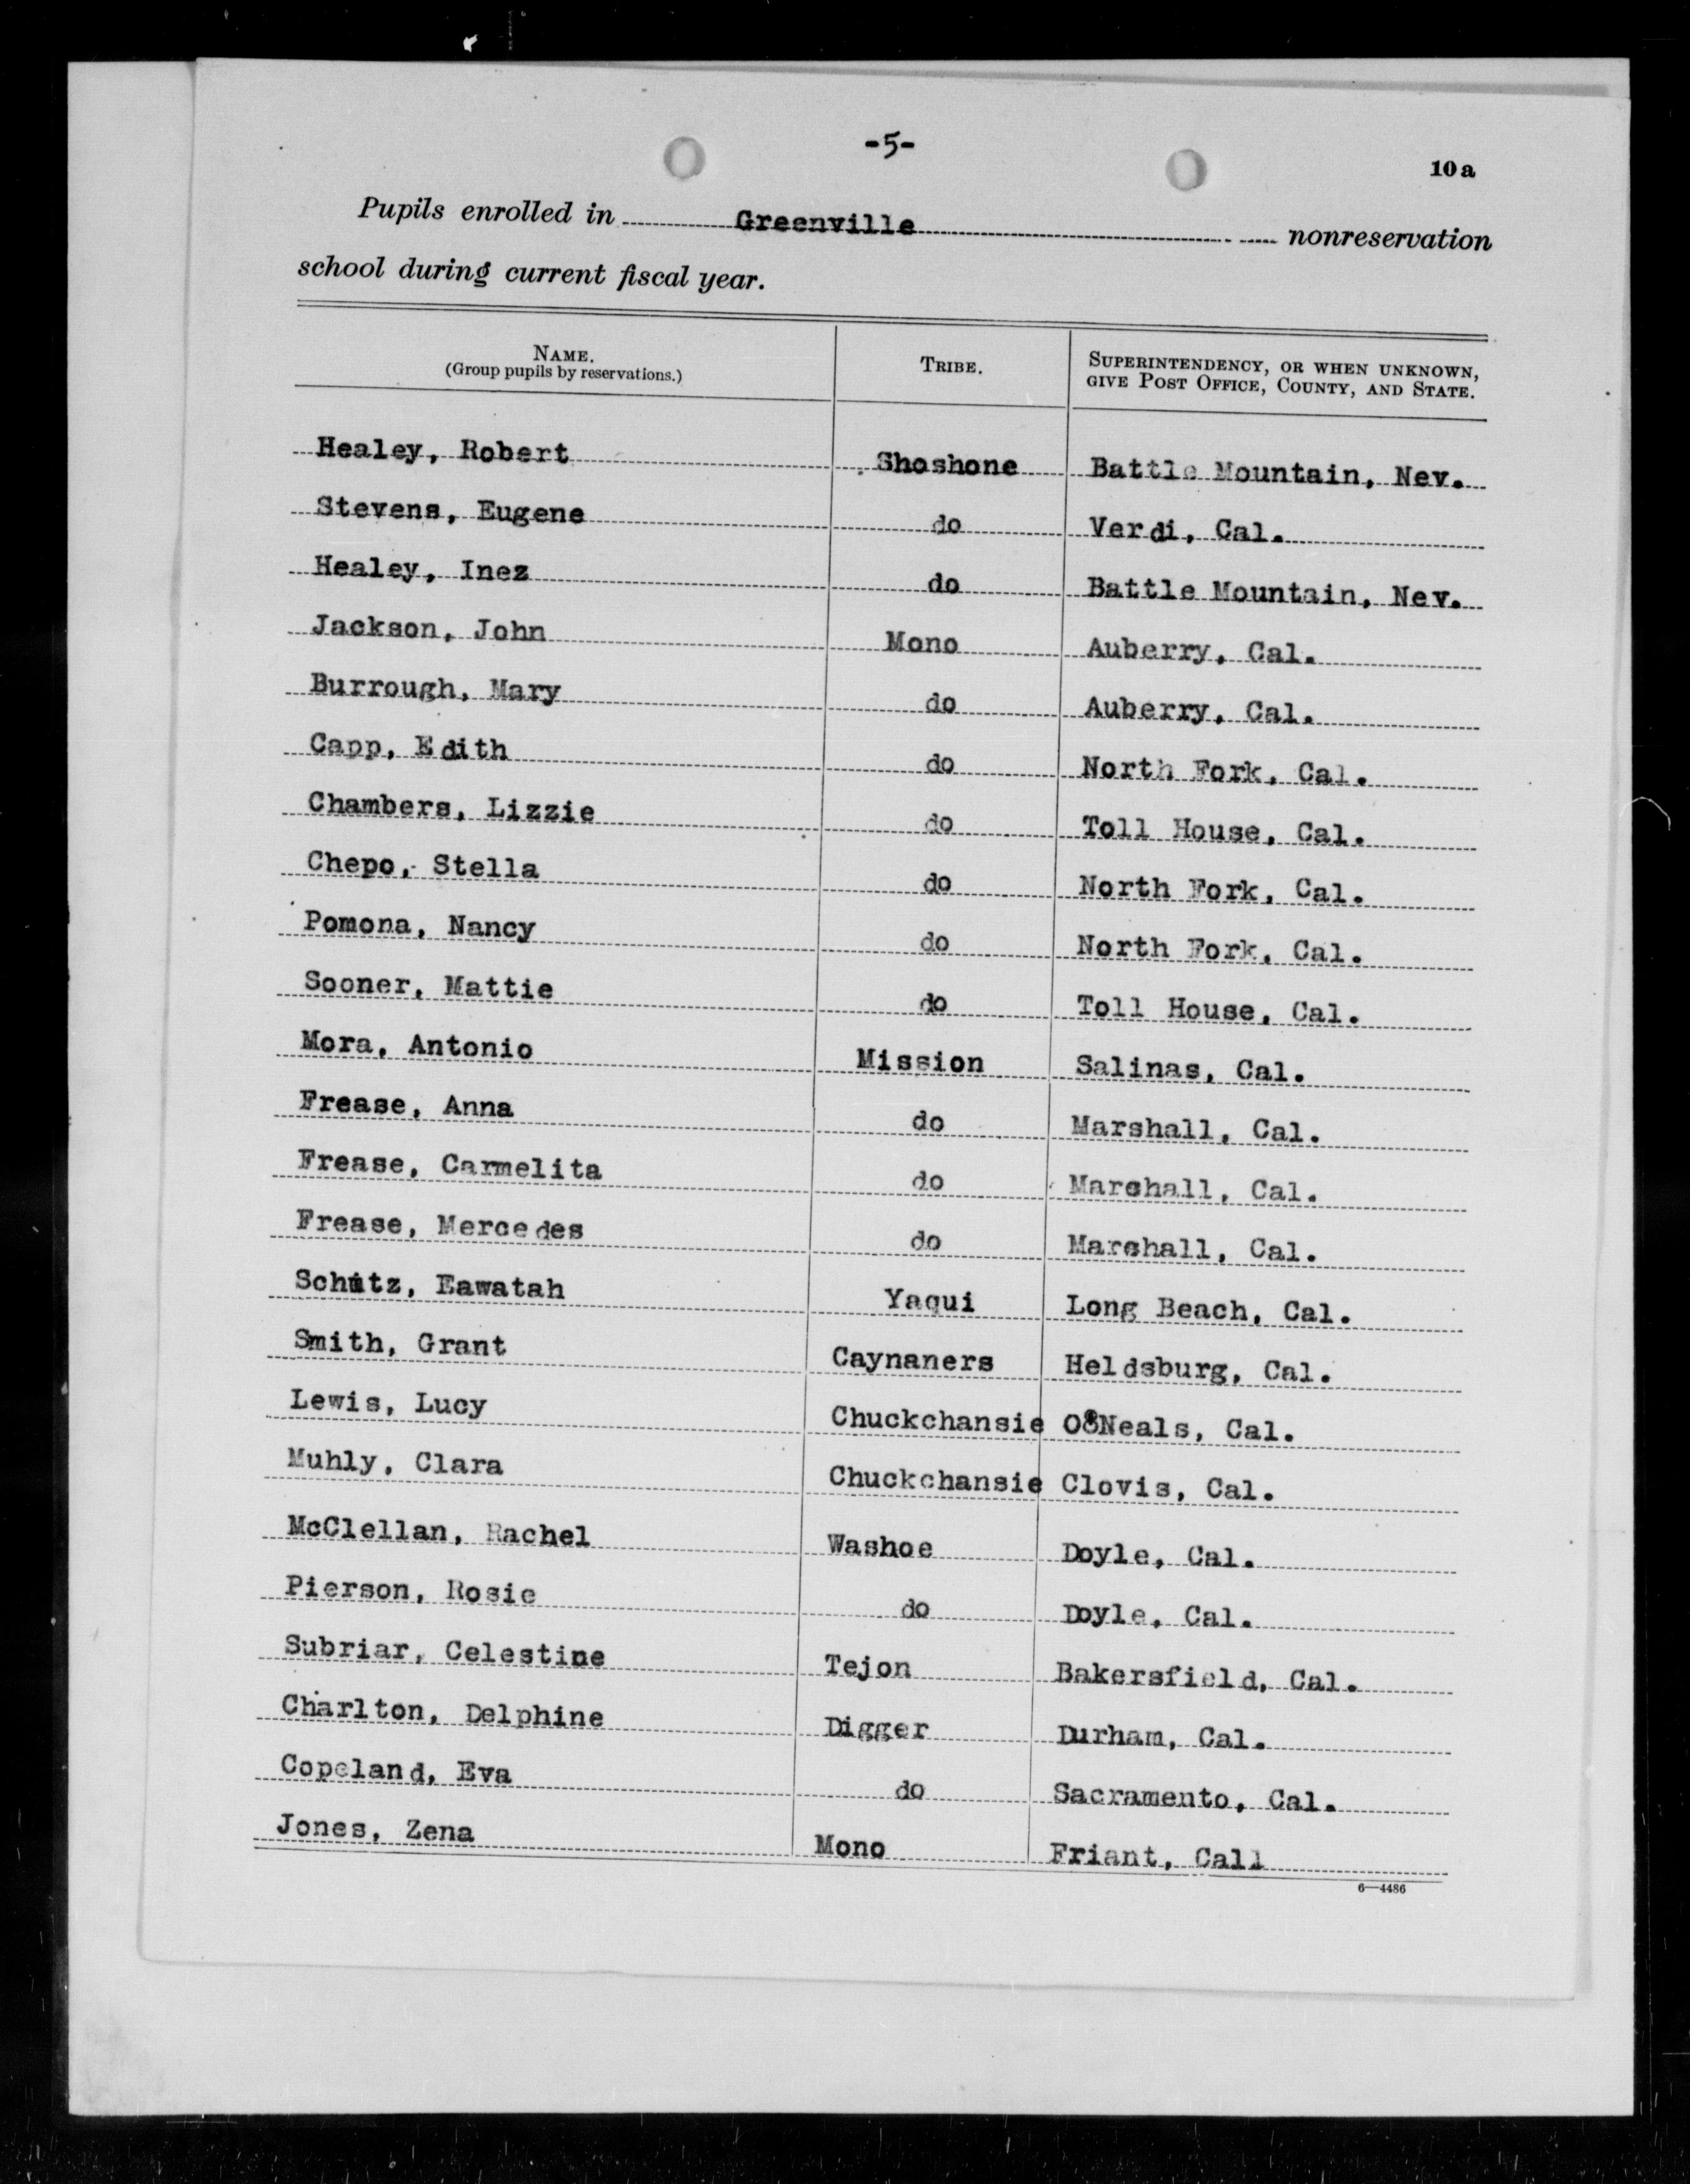 -5-
10a
Pupils enrolled in Greenville nonreservation
school during current fiscal year.
NAME. TRIBE. SUPERINTENDENCY, OR WHEN UNKNOWN,
(Group pupils by reservations.) GIVE POST OFFICE, COUNTY, AND STATE.
Healey, Robert Shoshone Battle Mountain, Nev.
Stevens, Eugene do Verdi, Cal.
Healey, Inez do Battle Mountain, Nev.
Jackson, John Mono Auberry, Cal.
Burrough, Mary do Auberry, Cal.
Capp, Edith do North Fork, Cal.
Chambers, Lizzie do Toll House, Cal.
Chepo, Stella do North Fork, Cal.
Pomona, Nancy do North Fork, Cal.
Sooner, Mattie do Toll House, Cal.
Mora, Antonio Mission Salinas, Cal.
Frease, Anna do Marshall, Cal.
Frease, Carmelita do Marshall, Cal.
Frease, Mercedes do Marshall, Cal.
Eawatah Yaqui Long Beach, Cal.
Smith, Grant Caynaners Heldsburg, Cal.
Lewis, Lucy Chuckchansie O'Neals, Cal.
Muhly, Clara Chuckchansie Clovis, Cal.
McClellan, Rachel Washoe Doyle, Cal.
Pierson, Rosie do Doyle, Cal.
Subriar, Celestine Tejon Bakersfield, Cal.
Charlton, Delphine Digger Durham, Cal.
Copeland, Eva do Sacramento, Cal.
Jones, Zena Mono Friant, Call
6—4486